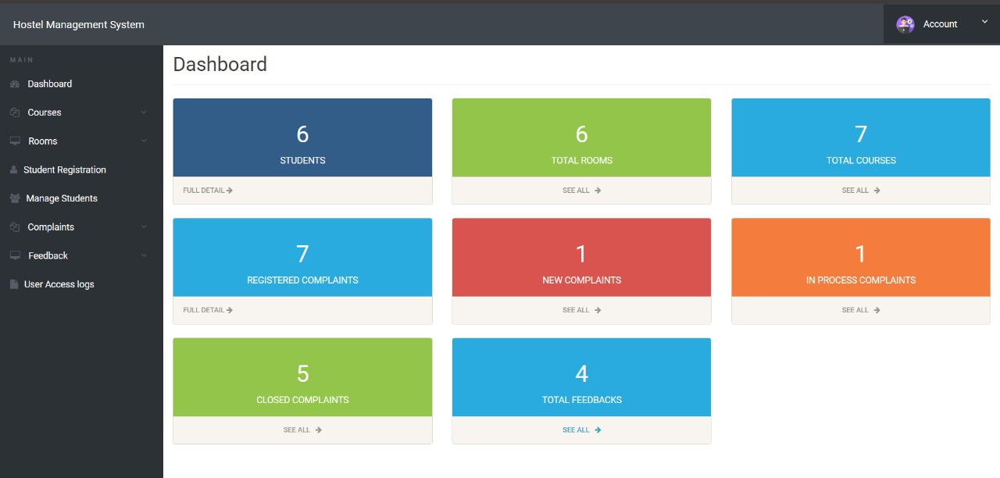 Hostel Management System
Account
MAIN
Dashboard
Courses
Rooms
Student Registration
Manage Students
Complaints
Feedback
User Access logs
Dashboard
6
STUDENTS
FULL DETAIL
6
TOTAL ROOMS
SEE ALL
7
TOTAL COURSES
SEE ALL
7
REGISTERED COMPLAINTS
FULL DETAIL
1
NEW COMPLAINTS
SEE ALL
1
IN PROCESS COMPLAINTS
SEE ALL
5
CLOSED COMPLAINTS
SEE ALL
4
TOTAL FEEDBACKS
SEE ALL